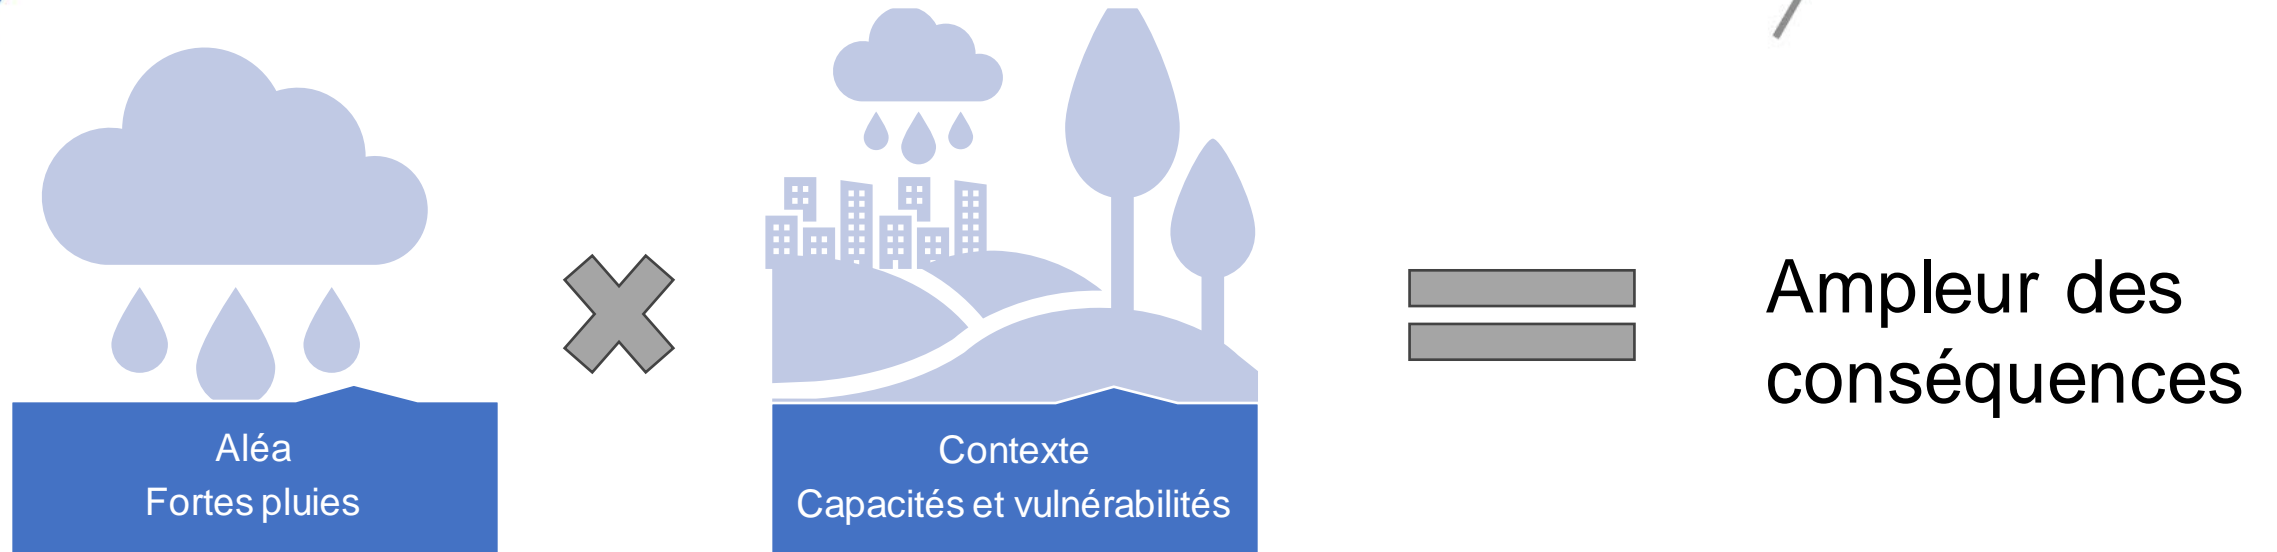 Aléa
Fortes pluies
Contexte
Capacités et vulnérabilités
Ampleur des
conséquences